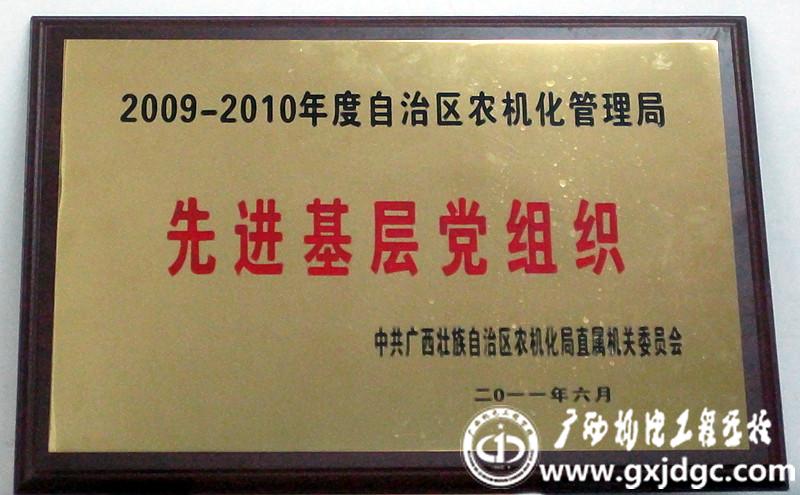 2009-2010年度自治区农机化管理局
先进基层党组织
中共广西壮族自治区农机化局直属机关委员会
二0一一年六月
广西机电工程学校
www.gxjdgc.com